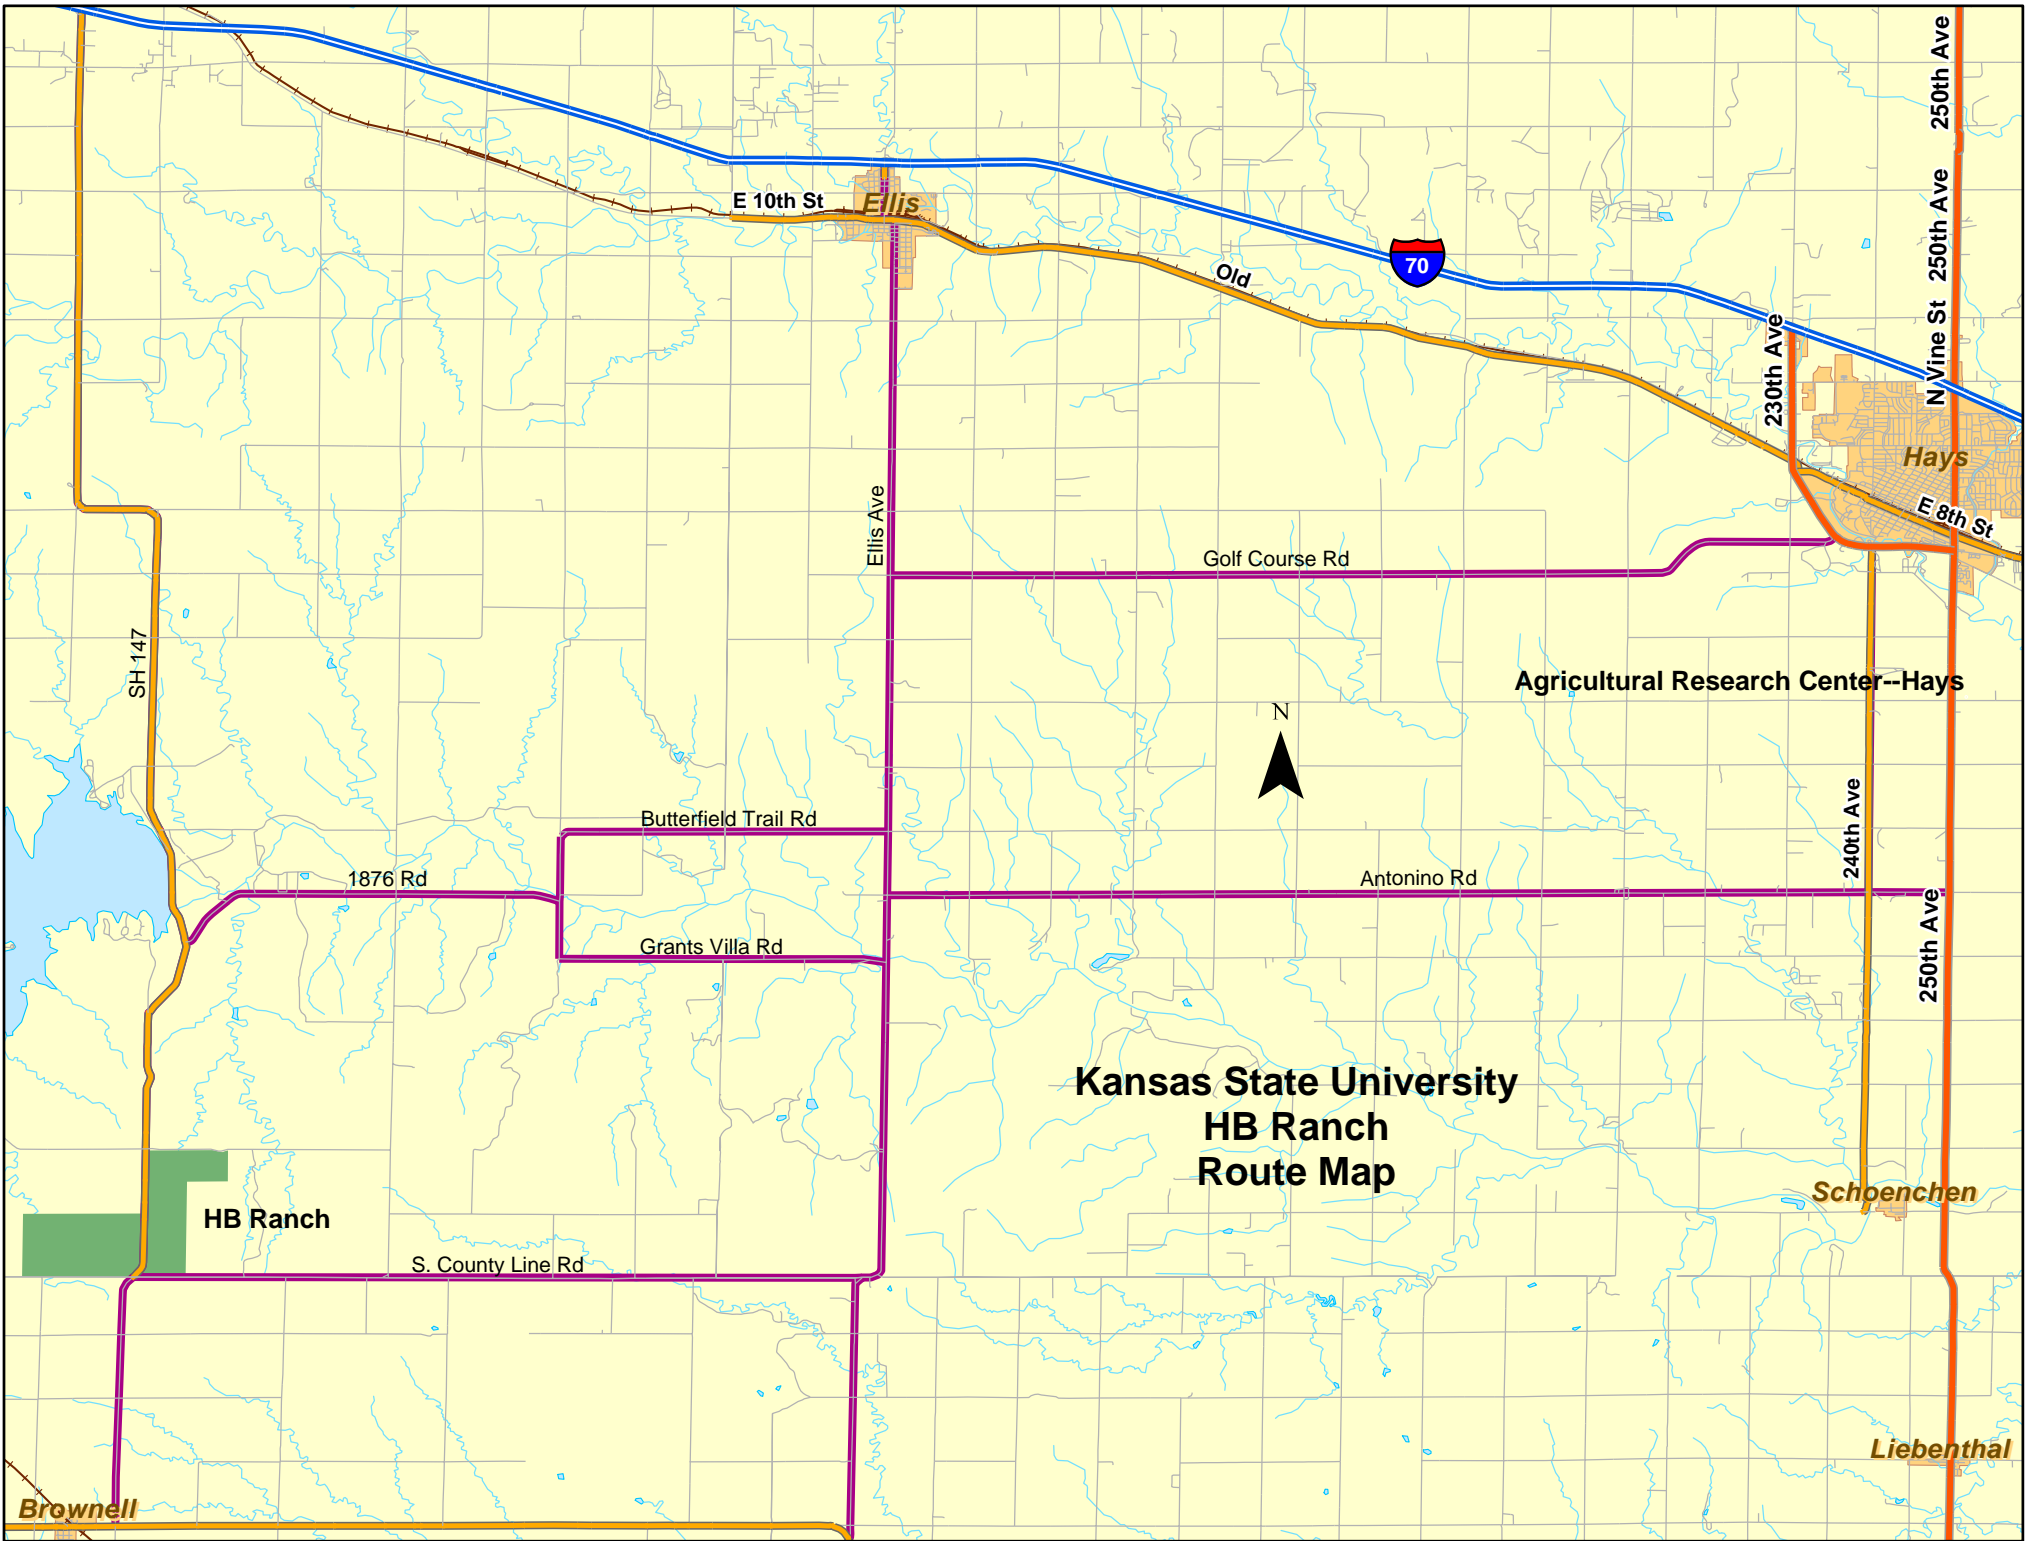 250th Ave
E 10th St
Ellis
250th Ave
Old
70
N Vine St
230th Ave
Hays
Ellis Ave
E 8th St
Golf Course Rd
SH 147
Agricultural Research Center--Hays
N
Butterfield Trail Rd
240th Ave
1876 Rd
Antonino Rd
250th Ave
Grants Villa Rd
Kansas State University
HB Ranch
Route Map
Schoenchen
HB Ranch
S. County Line Rd
Liebenthal
Brownell